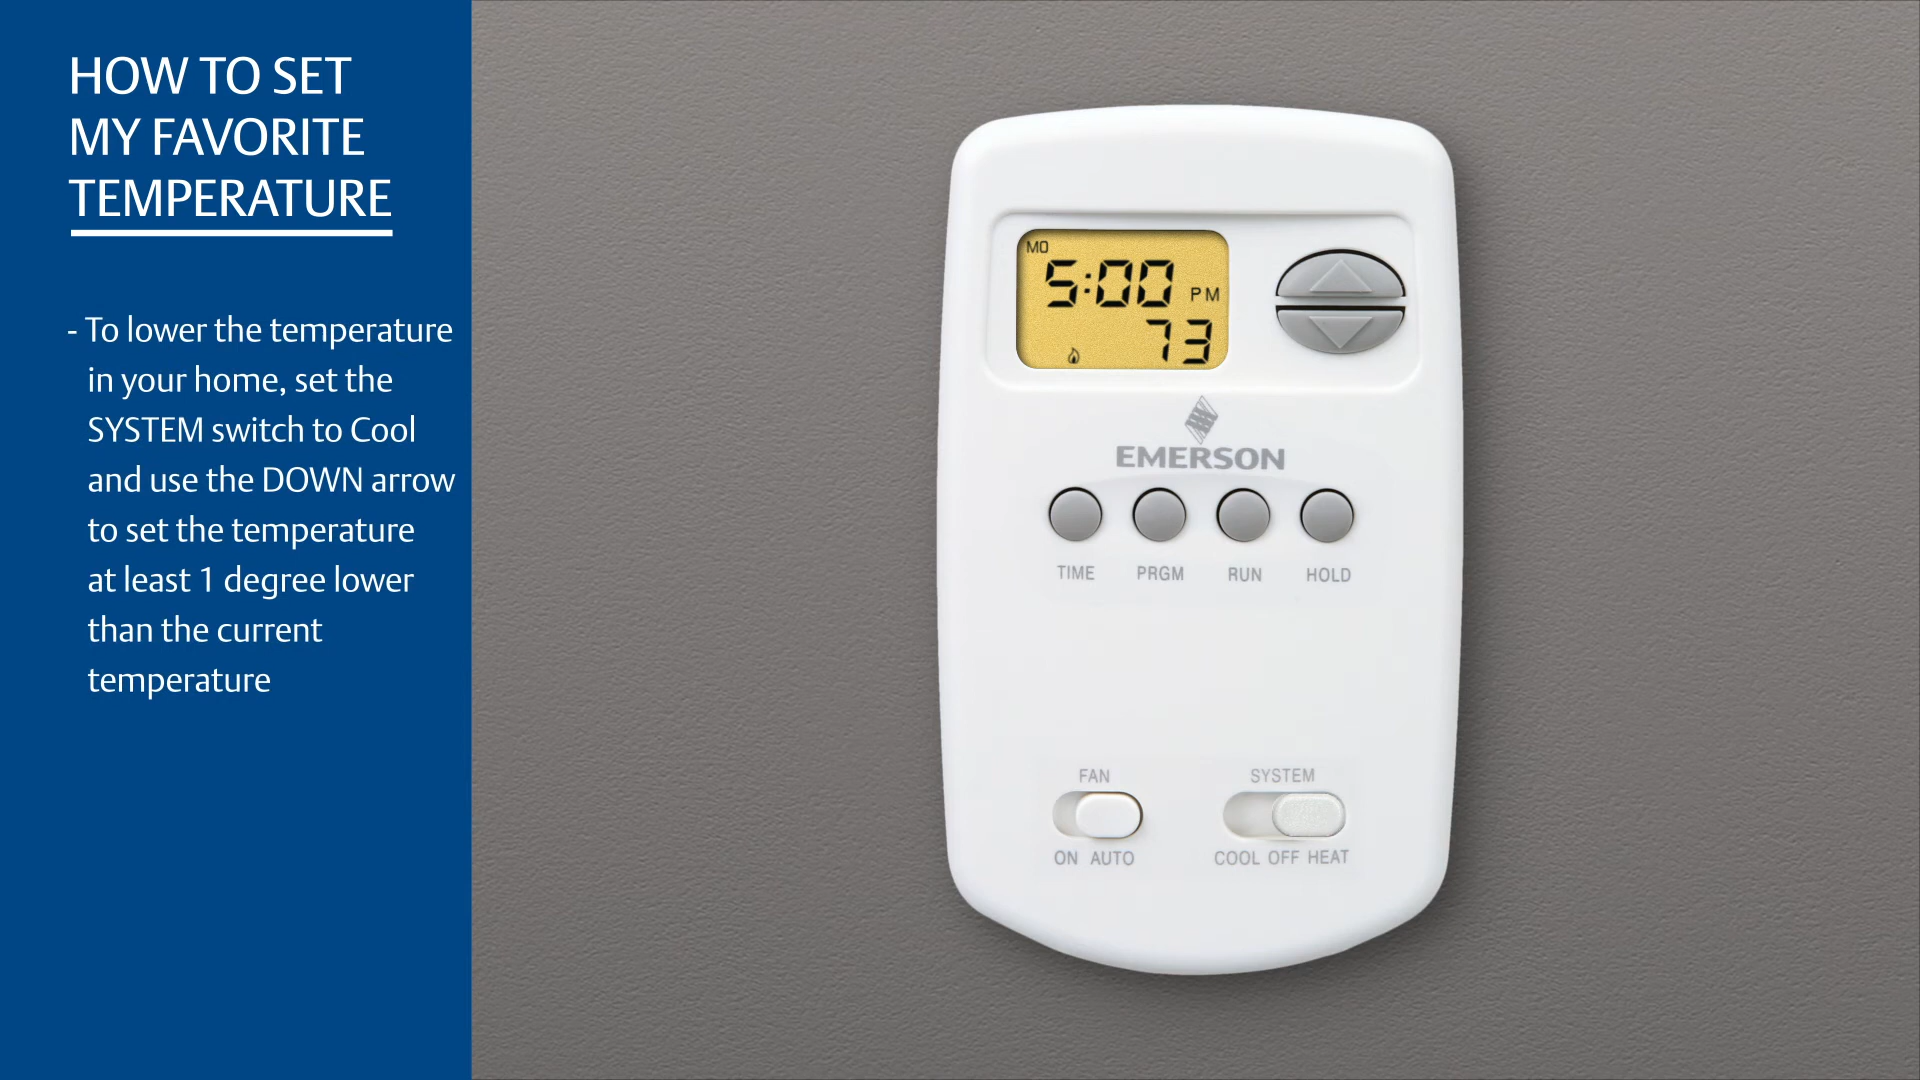 HOW TO SET
MY FAVORITE
TEMPERATURE
- To lower the temperature
in your home, set the
SYSTEM switch to Cool
and use the DOWN arrow
to set the temperature
at least 1 degree lower
than the current
temperature
MO
5:00 PM
73
EMERSON
TIME PRGM RUN HOLD
FAN SYSTEM
ON AUTO COOL OFF HEAT